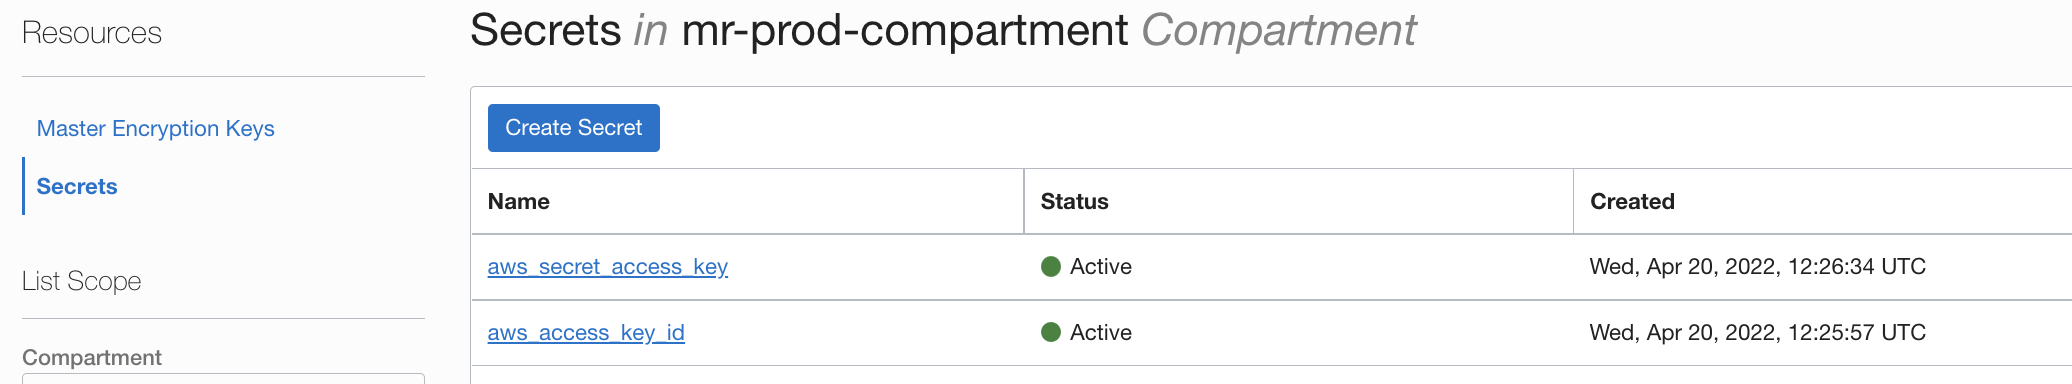 Resources
Master Encryption Keys
Secrets
List Scope
Compartment
Secrets in mr-prod-compartment Compartment
Create Secret
Name Status Created
aws_secret_access_key Active Wed, Apr 20, 2022, 12:26:34 UTC
aws_access_key_id Active Wed, Apr 20, 2022, 12:25:57 UTC